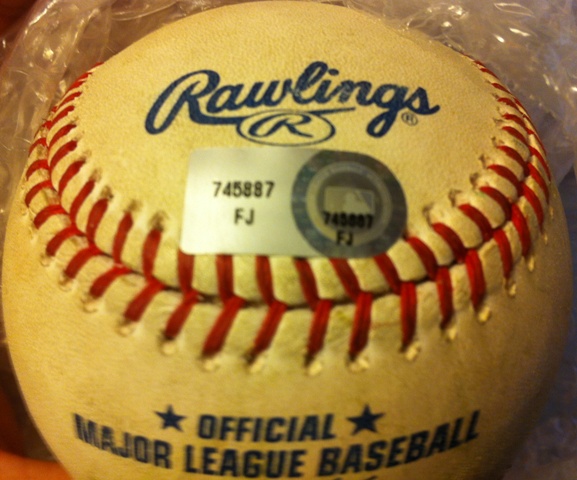 Rawlings ®
R
745887
FJ
745887
FJ
★ OFFICIAL ★
MAJOR LEAGUE BASEBALL